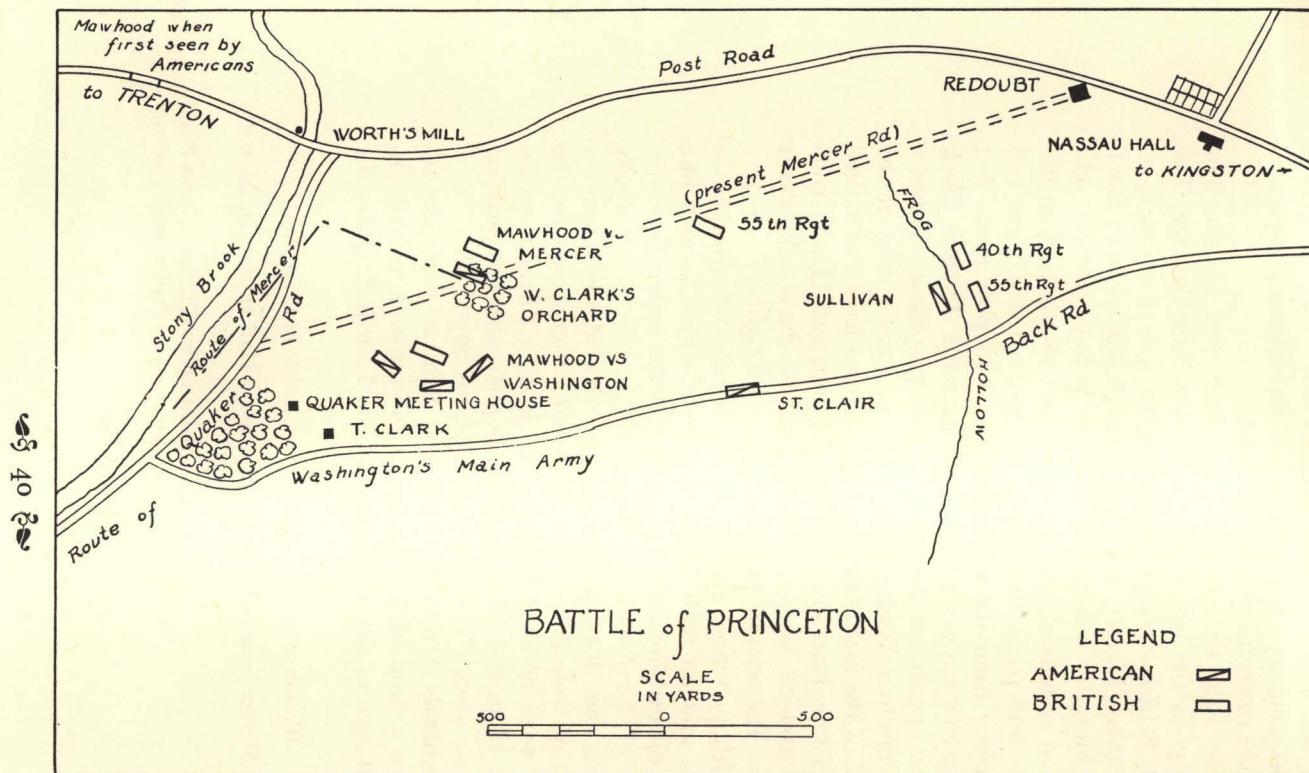 Mawhood when
first seen by
Americans
to TRENTON
WORTH'S MILL
Post Road
REDOUBT
NASSAU HALL
to KINGSTON
(present Mercer Rd)
FROG
HOLLOW
Stony Brook
Route of Mercer
Rd
MAWHOOD VS
MERCER
W. CLARK'S
ORCHARD
55th Rgt
40th Rgt
55th Rgt
SULLIVAN
Back Rd
MAWHOOD VS
WASHINGTON
Quaker
QUAKER MEETING HOUSE
T. CLARK
ST. CLAIR
Route of
Washington's Main Army
40
BATTLE of PRINCETON
SCALE
IN YARDS
500 0 500
LEGEND
AMERICAN
BRITISH